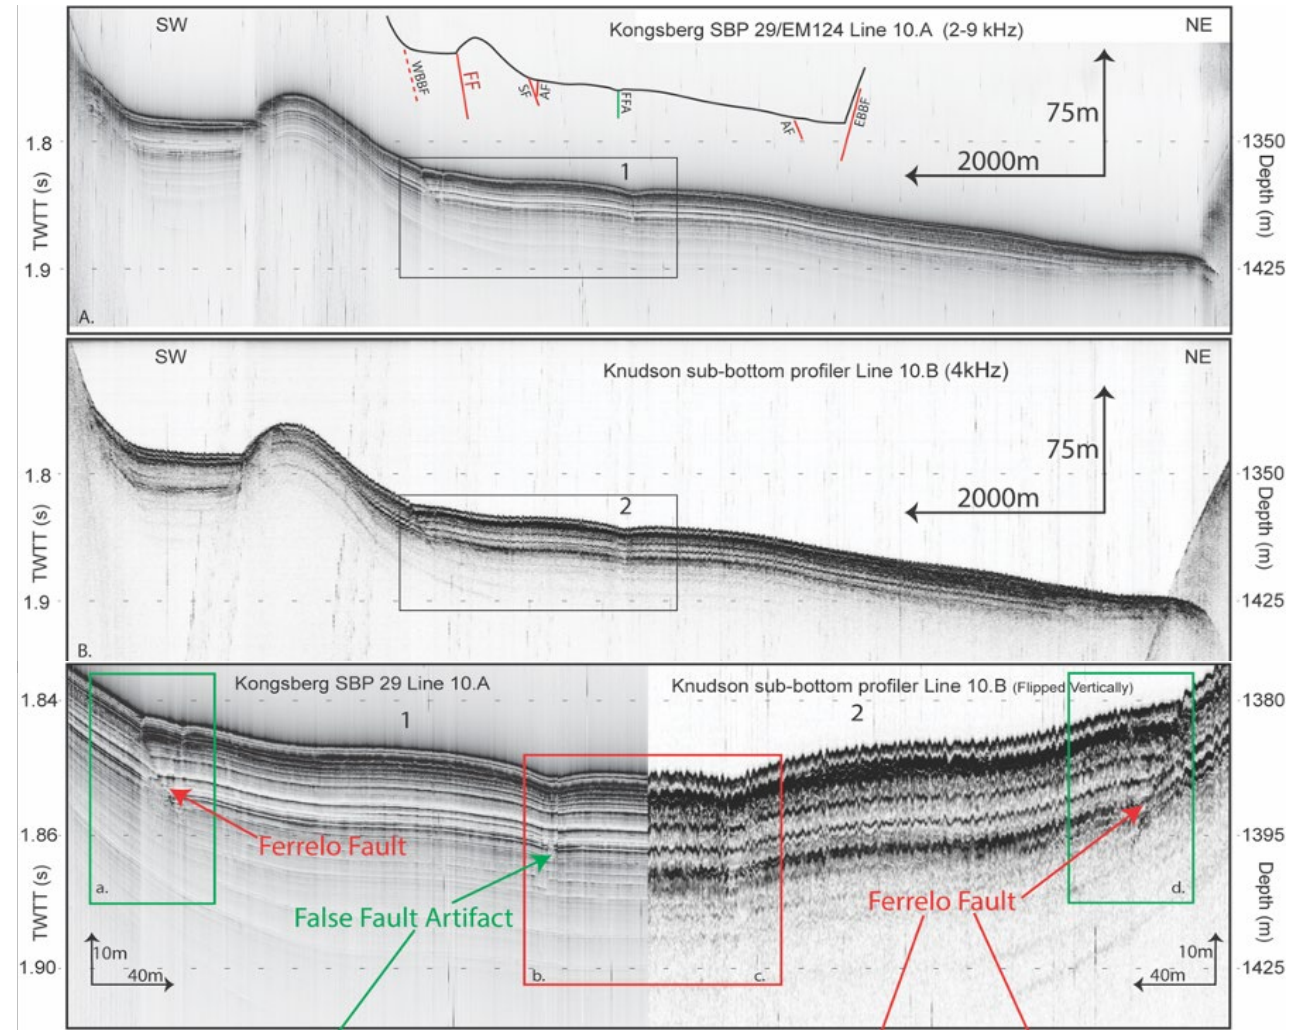 SW
Kongsberg SBP 29/EM124 Line 10.A (2-9 kHz)
NE
WBBF
FF
SF
AF
FFA
AF
EBBF
75m
2000m
1
1.8
1.9
TWTT (s)
1350
1425
Depth (m)
A.
SW
Knudson sub-bottom profiler Line 10.B (4kHz)
NE
75m
2000m
2
1.8
1.9
TWTT (s)
1350
1425
Depth (m)
B.
Kongsberg SBP 29 Line 10.A
1
Knudson sub-bottom profiler Line 10.B (Flipped Vertically)
2
1.84
1.86
1.90
TWTT (s)
1380
1395
1425
Depth (m)
Ferrelo Fault
False Fault Artifact
Ferrelo Fault
a.
b.
c.
d.
10m
40m
10m
40m